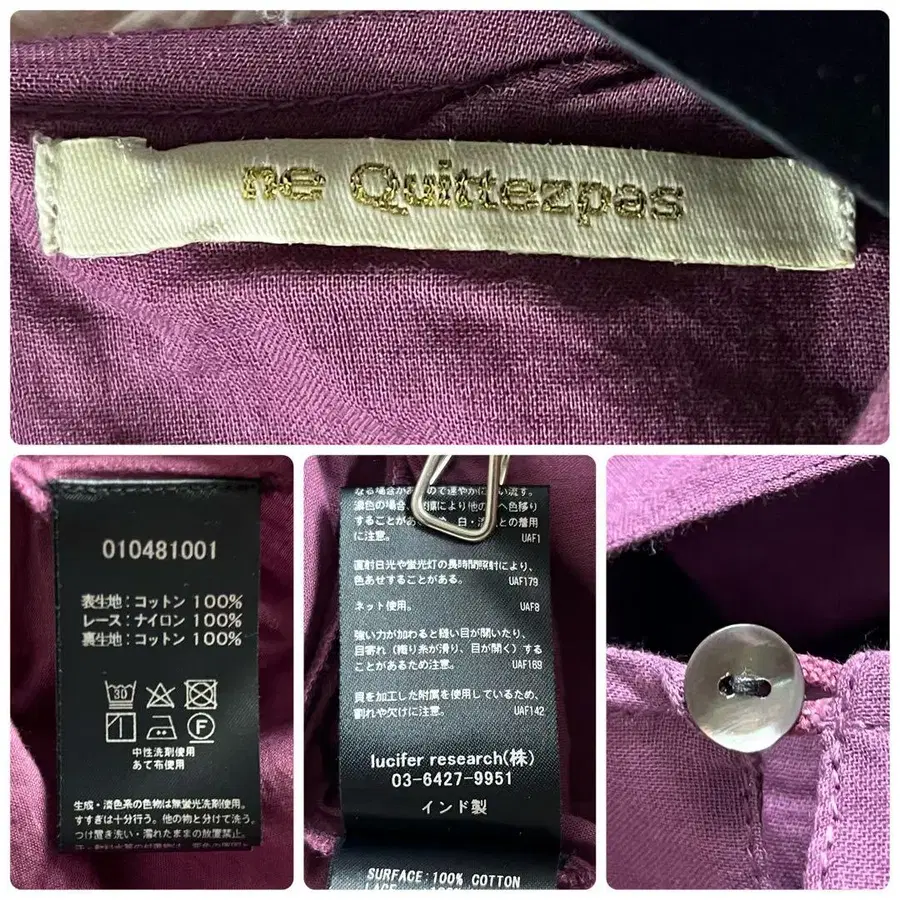 ne Quittezpas
010481001
表生地：コットン 100%
レース：ナイロン 100%
裏生地：コットン 100%
30
F
中性洗剤使用
あて布使用
生成・淡色系の色物は無蛍光洗剤使用。
すすぎは十分行う。他の物と分けて洗う。
つけ置き洗い・濡れたままの放置禁止。
なる場合があ ので速やかに い流す。
濃色の場合、 擦により他の へ色移り
することがあ 白・ との着用
に注意。 UAF1
直射日光や蛍光灯の長時間照射により、
色あせすることがある。 UAF179
ネット使用。 UAF8
強い力が加わると縫い目が開いたり、
目寄れ（織り糸が滑り、目が開く）する
ことがあるため注意。 UAF169
貝を加工した附属を使用しているため、
割れや欠けに注意。 UAF142
lucifer research(株)
03-6427-9951
インド製
SURFACE:100% COTTON